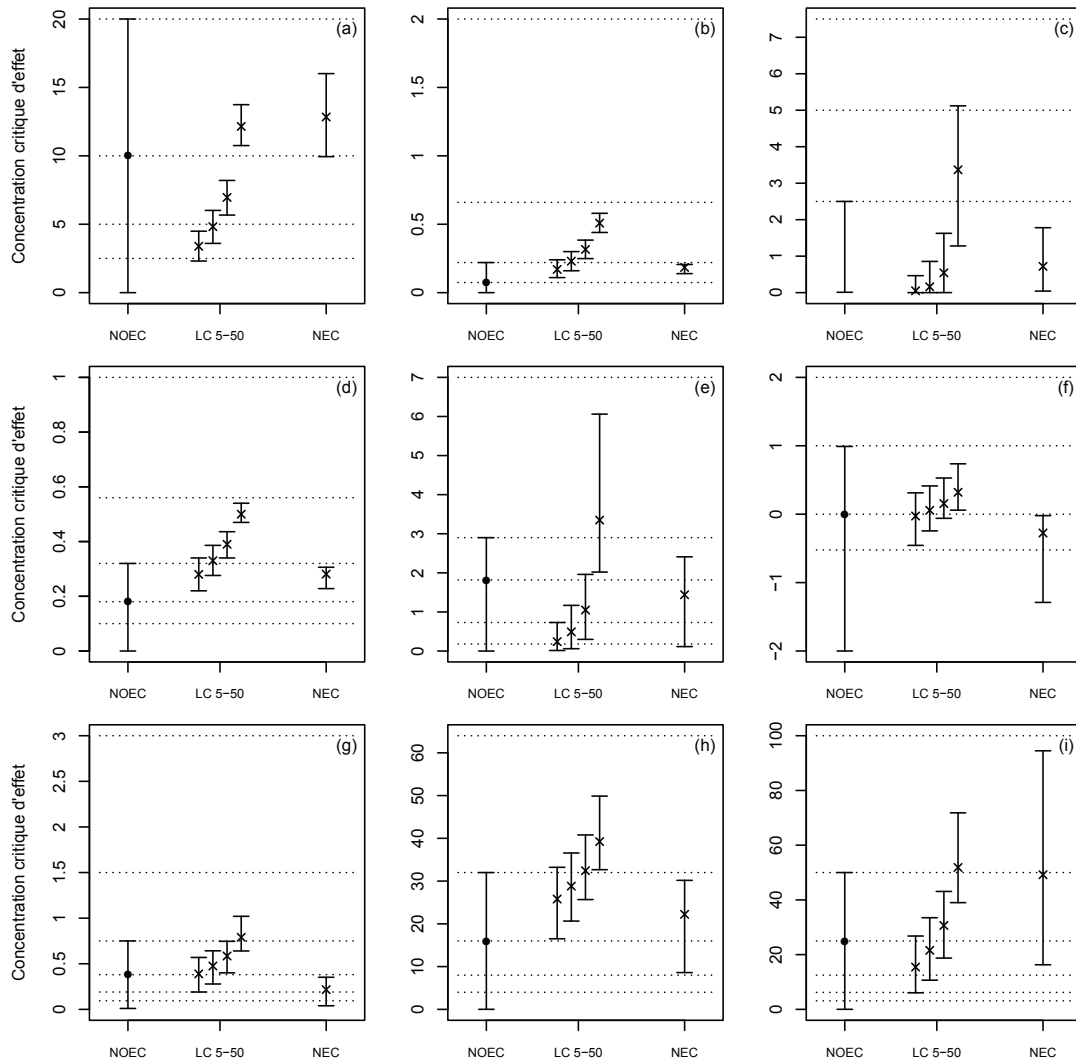 (a)
Concentration critique d'effet
20
15
10
5
0
NOEC
LC 5−50
NEC
(b)
2
1.5
1
0.5
0
NOEC
LC 5−50
NEC
(c)
7
6
5
4
3
2
1
0
NOEC
LC 5−50
NEC
(d)
Concentration critique d'effet
1
0.8
0.6
0.4
0.2
0
NOEC
LC 5−50
NEC
(e)
7
6
5
4
3
2
1
0
NOEC
LC 5−50
NEC
(f)
2
1
0
−1
−2
NOEC
LC 5−50
NEC
(g)
Concentration critique d'effet
3
2.5
2
1.5
1
0.5
0
NOEC
LC 5−50
NEC
(h)
60
50
40
30
20
10
0
NOEC
LC 5−50
NEC
(i)
100
80
60
40
20
0
NOEC
LC 5−50
NEC